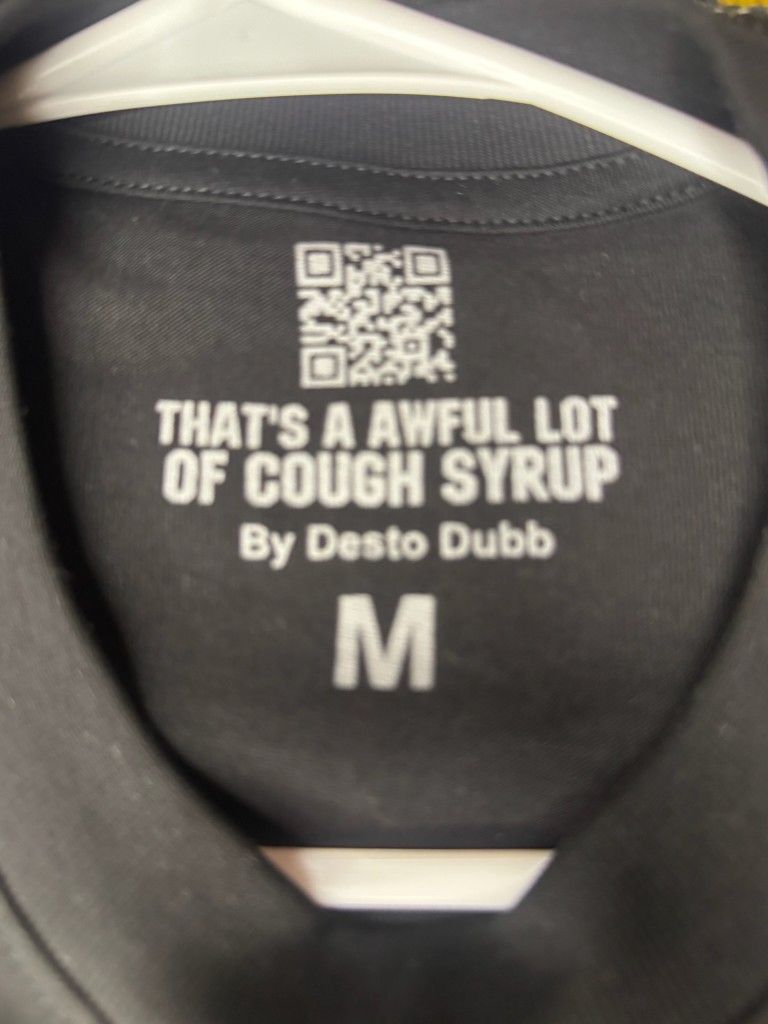 THAT'S A AWFUL LOT
OF COUGH SYRUP
By Desto Dubb
M